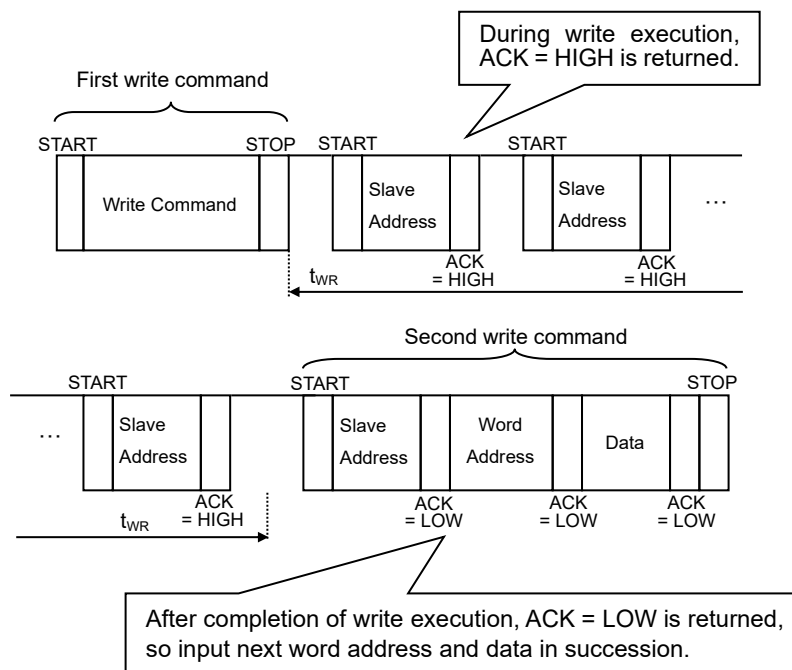 During write execution,
ACK = HIGH is returned.
First write command
START STOP START START
Write Command
Slave
Address
Slave
Address
…
ACK
= HIGH
ACK
= HIGH
tWR
Second write command
START START STOP
…
Slave
Address
Slave
Address
Word
Address
Data
ACK
= HIGH
ACK
= LOW
ACK
= LOW
ACK
= LOW
tWR
After completion of write execution, ACK = LOW is returned,
so input next word address and data in succession.